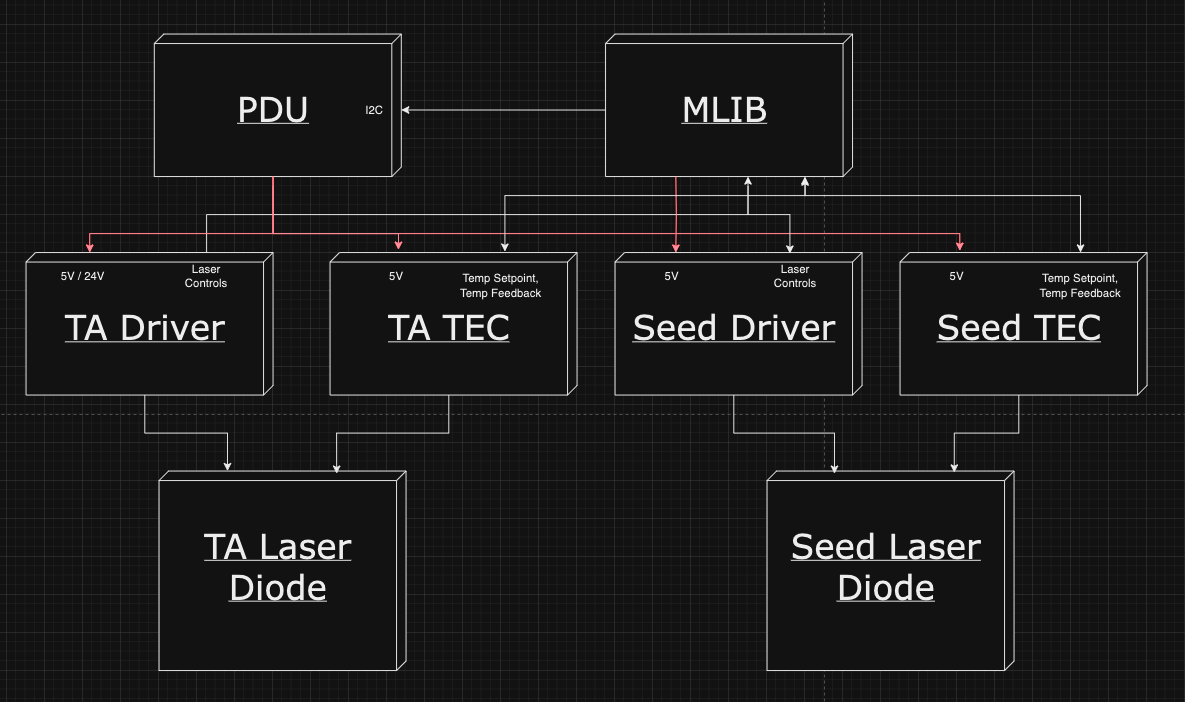 PDU
I2C
MLIB
5V / 24V
Laser
Controls
TA Driver
5V
Temp Setpoint,
Temp Feedback
TA TEC
5V
Laser
Controls
Seed Driver
5V
Temp Setpoint,
Temp Feedback
Seed TEC
TA Laser
Diode
Seed Laser
Diode